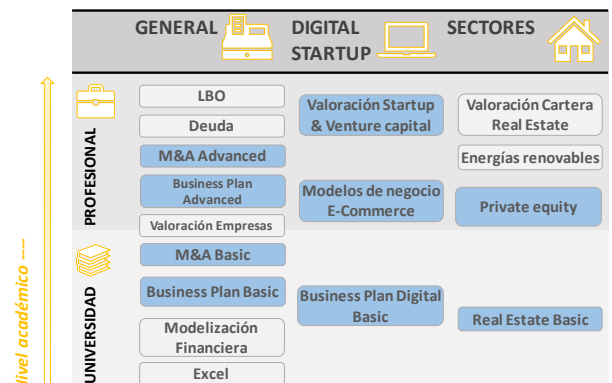 GENERAL
DIGITAL
STARTUP
SECTORES
PROFESIONAL
LBO
Deuda
M&A Advanced
Business Plan
Advanced
Valoración Empresas
Valoración Startup
& Venture capital
Modelos de negocio
E-Commerce
Valoración Cartera
Real Estate
Energías renovables
Private equity
UNIVERSIDAD
M&A Basic
Business Plan Basic
Modelización
Financiera
Excel
Business Plan Digital
Basic
Real Estate Basic
Nivel académico ----